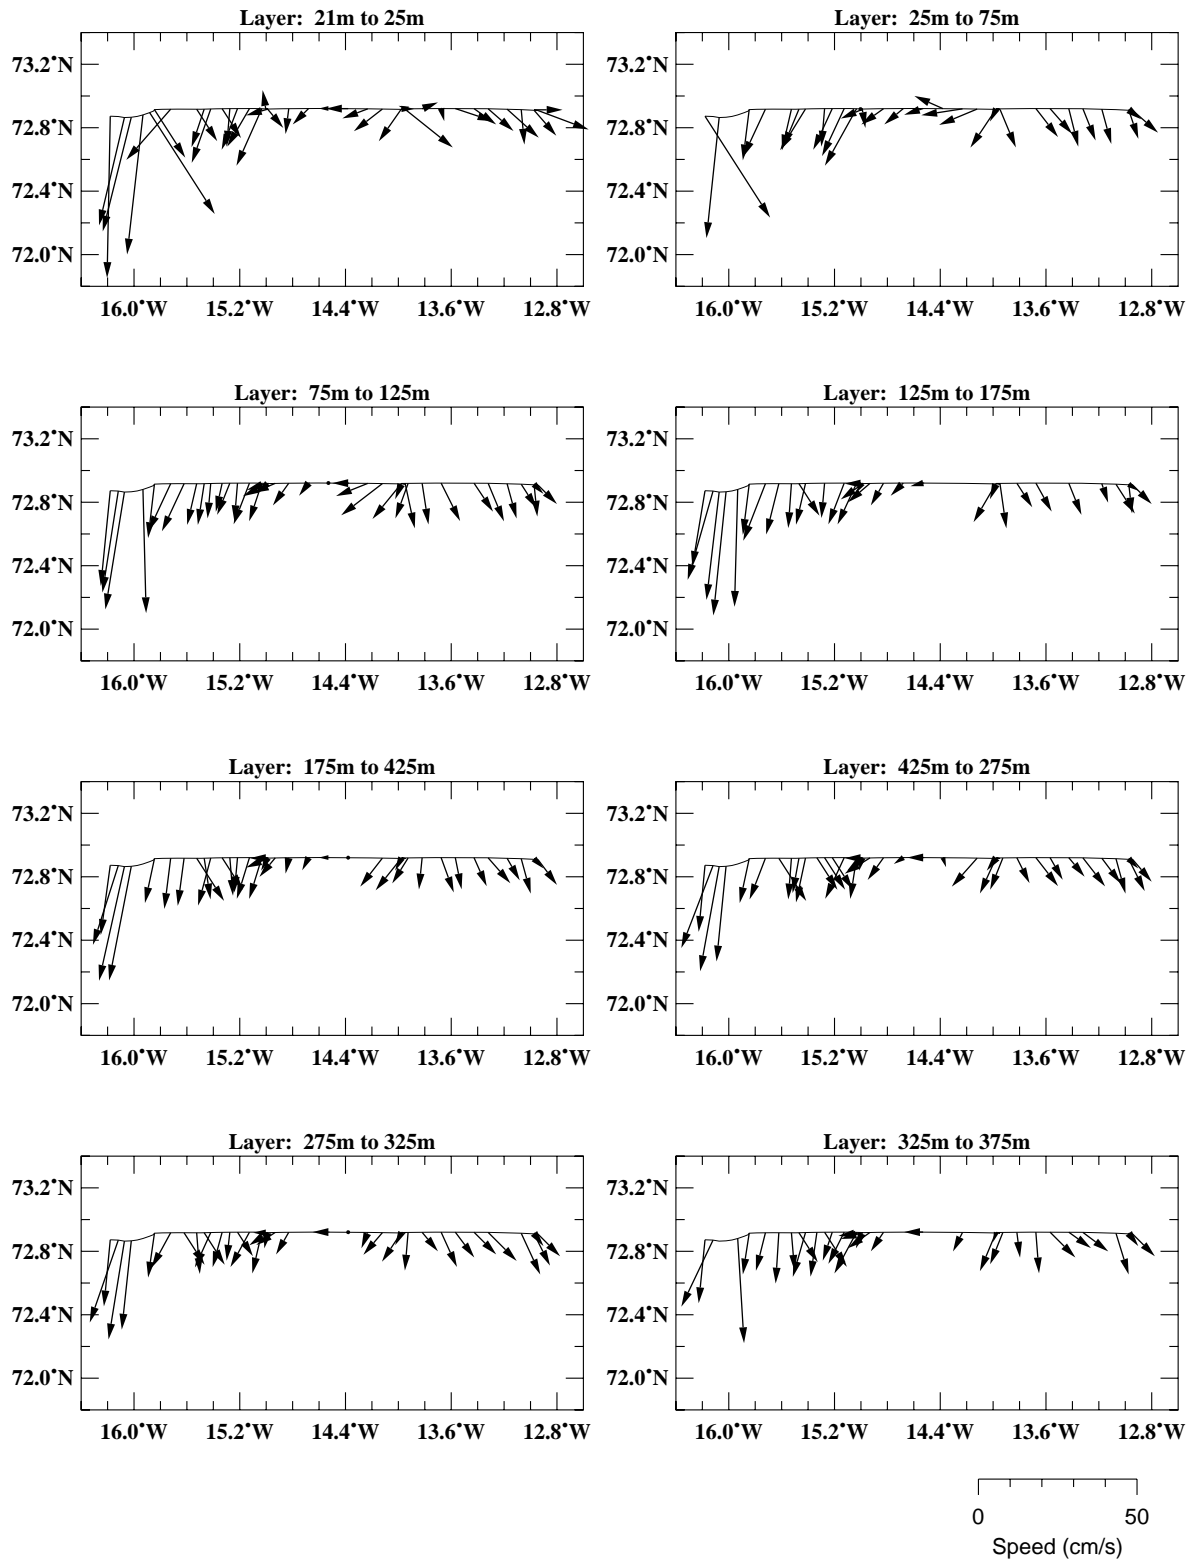 Layer:  21m to 25m
73.2°N
72.8°N
72.4°N
72.0°N
16.0°W 15.2°W 14.4°W 13.6°W 12.8°W
Layer:  25m to 75m
73.2°N
72.8°N
72.4°N
72.0°N
16.0°W 15.2°W 14.4°W 13.6°W 12.8°W
Layer:  75m to 125m
73.2°N
72.8°N
72.4°N
72.0°N
16.0°W 15.2°W 14.4°W 13.6°W 12.8°W
Layer:  125m to 175m
73.2°N
72.8°N
72.4°N
72.0°N
16.0°W 15.2°W 14.4°W 13.6°W 12.8°W
Layer:  175m to 425m
73.2°N
72.8°N
72.4°N
72.0°N
16.0°W 15.2°W 14.4°W 13.6°W 12.8°W
Layer:  425m to 275m
73.2°N
72.8°N
72.4°N
72.0°N
16.0°W 15.2°W 14.4°W 13.6°W 12.8°W
Layer:  275m to 325m
73.2°N
72.8°N
72.4°N
72.0°N
16.0°W 15.2°W 14.4°W 13.6°W 12.8°W
Layer:  325m to 375m
73.2°N
72.8°N
72.4°N
72.0°N
16.0°W 15.2°W 14.4°W 13.6°W 12.8°W
0 50
Speed (cm/s)